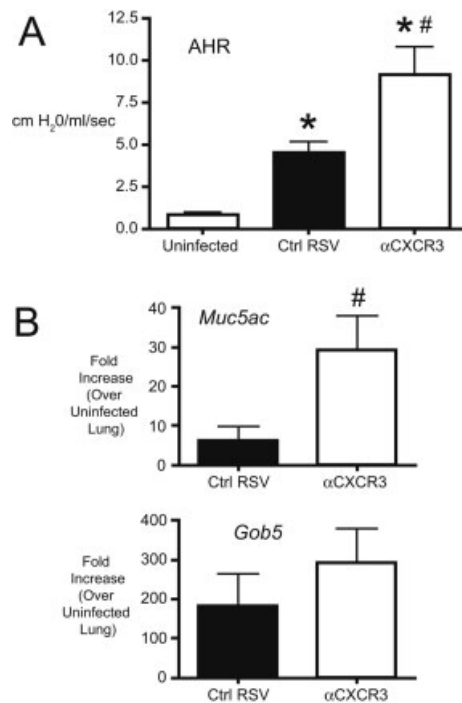 A
AHR
* #
*
cm H₂0/ml/sec
12.5
10.0
7.5
5.0
2.5
0.0
Uninfected
Ctrl RSV
αCXCR3
B
Muc5ac
#
Fold
Increase
(Over
Uninfected
Lung)
40
30
20
10
0
Ctrl RSV
αCXCR3
Gob5
Fold
Increase
(Over
Uninfected
Lung)
400
300
200
100
0
Ctrl RSV
αCXCR3